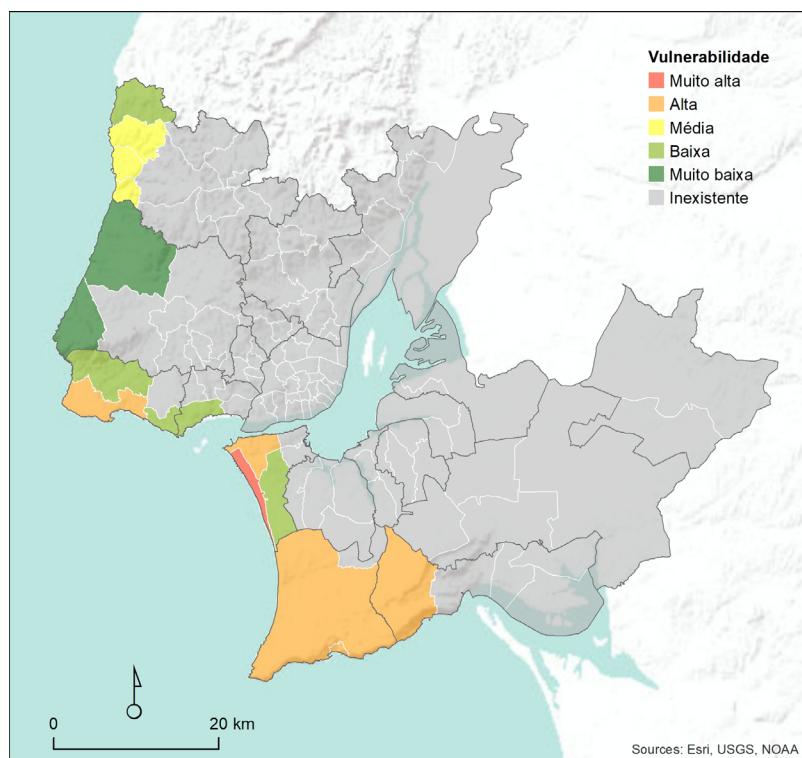 Vulnerabilidade
Muito alta
Alta
Média
Baixa
Muito baixa
Inexistente
0 20 km
Sources: Esri, USGS, NOAA